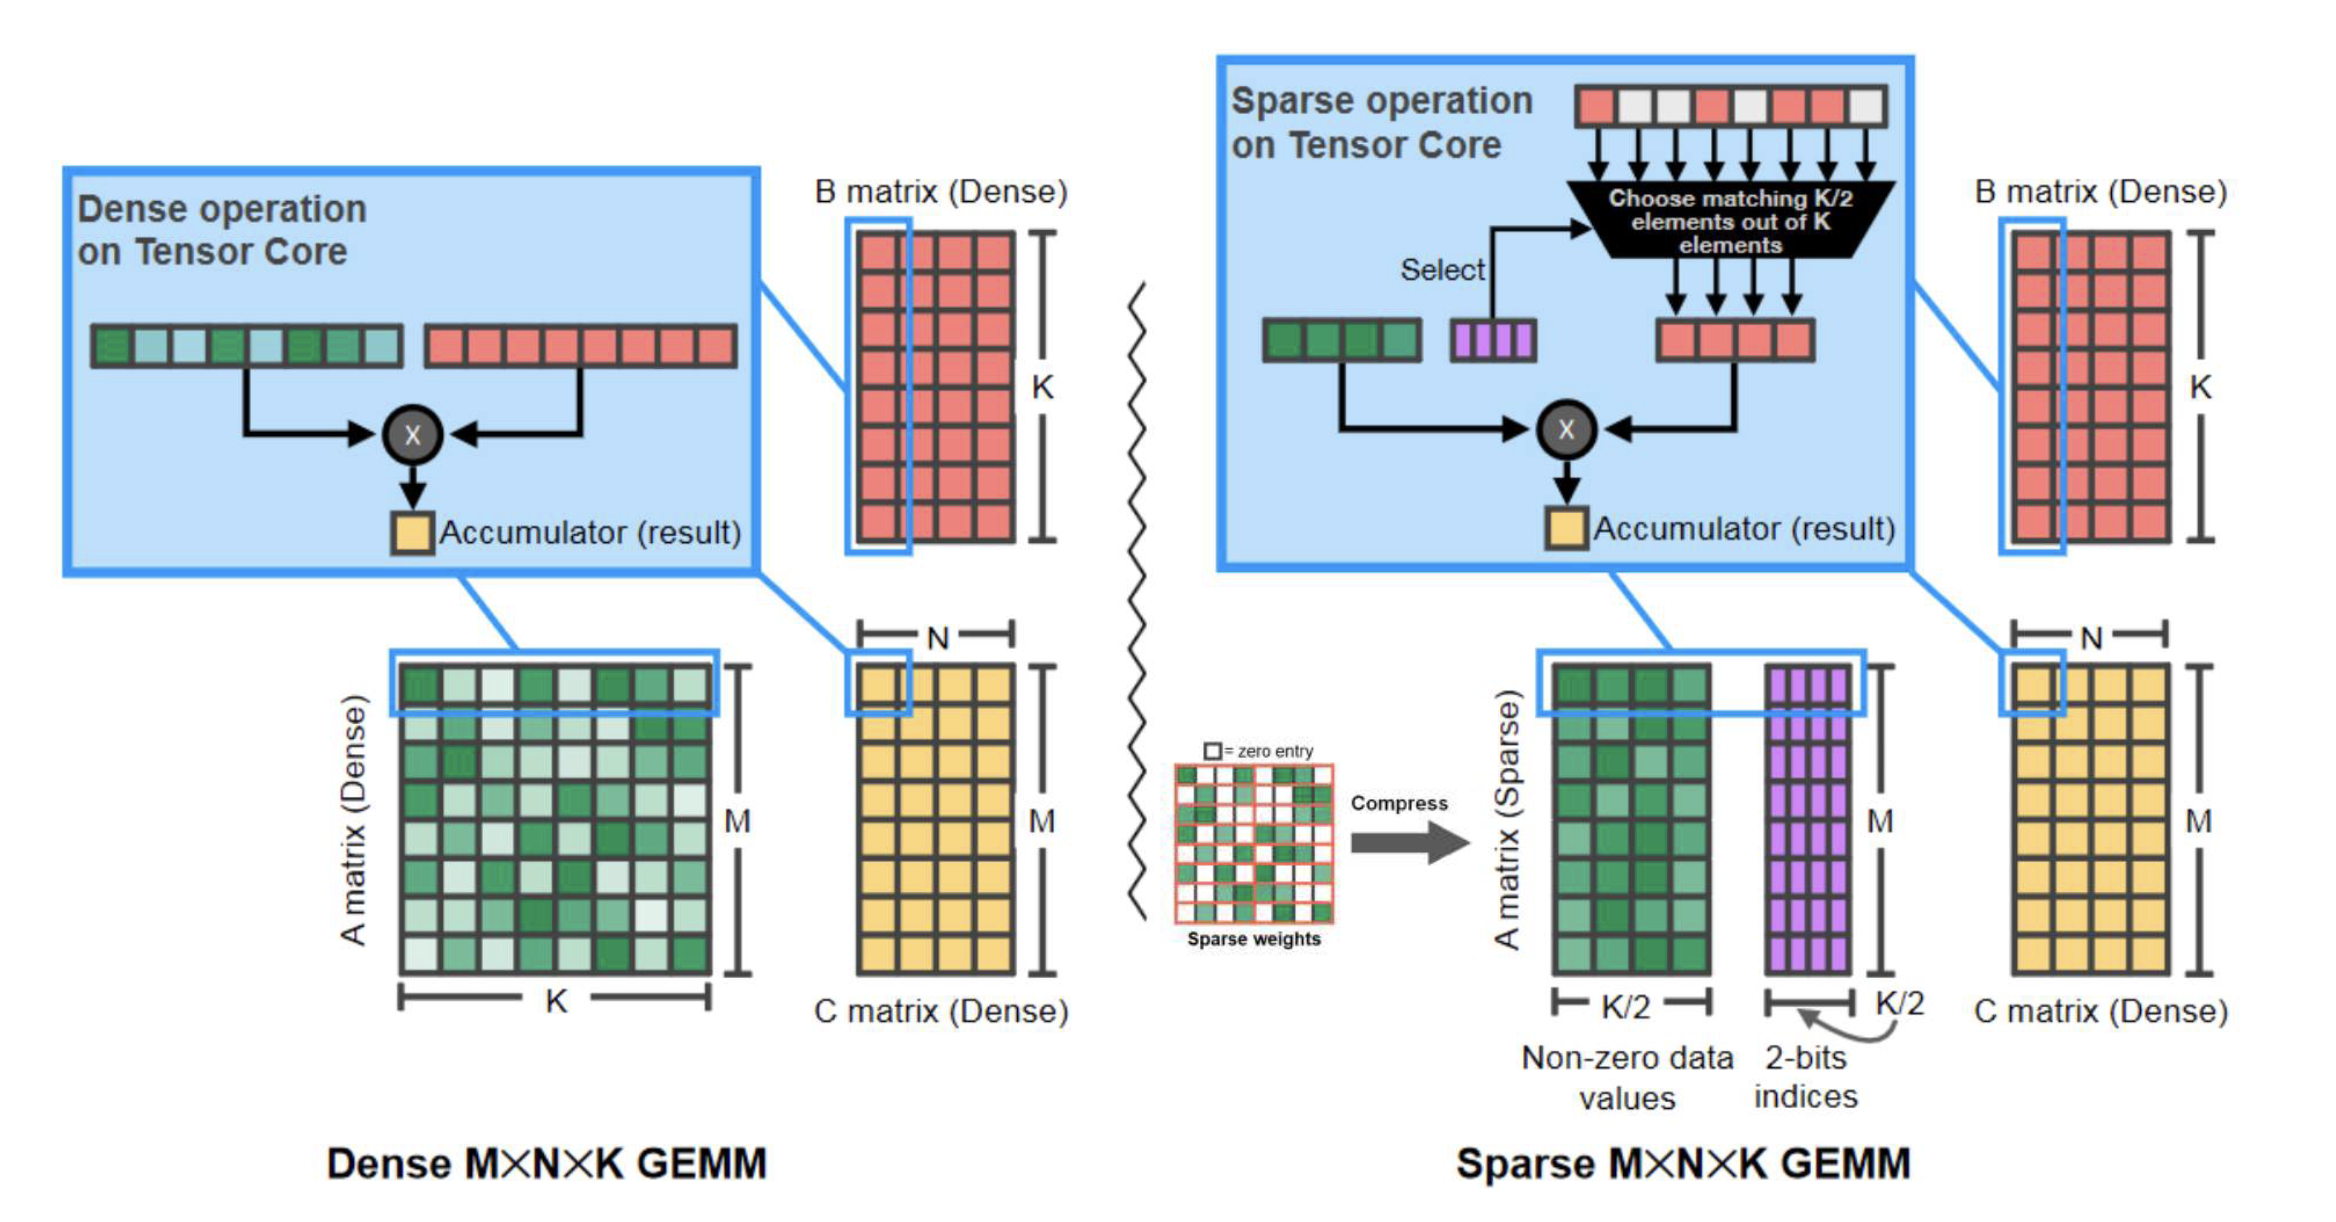 Dense operation
on Tensor Core
X
Accumulator (result)
B matrix (Dense)
K
N
M
C matrix (Dense)
A matrix (Dense)
M
K
Dense M×N×K GEMM
Sparse operation
on Tensor Core
Choose matching K/2
elements out of K
elements
Select
X
Accumulator (result)
B matrix (Dense)
K
N
M
C matrix (Dense)
= zero entry
Sparse weights
Compress
A matrix (Sparse)
M
K/2
K/2
Non-zero data
values
2-bits
indices
Sparse M×N×K GEMM